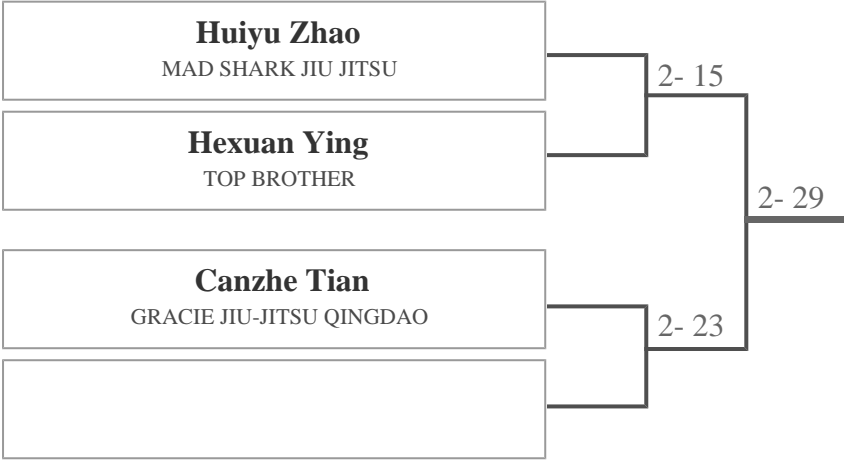 Huiyu Zhao
MAD SHARK JIU JITSU
2- 15
Hexuan Ying
TOP BROTHER
2- 29
Canzhe Tian
GRACIE JIU-JITSU QINGDAO
2- 23